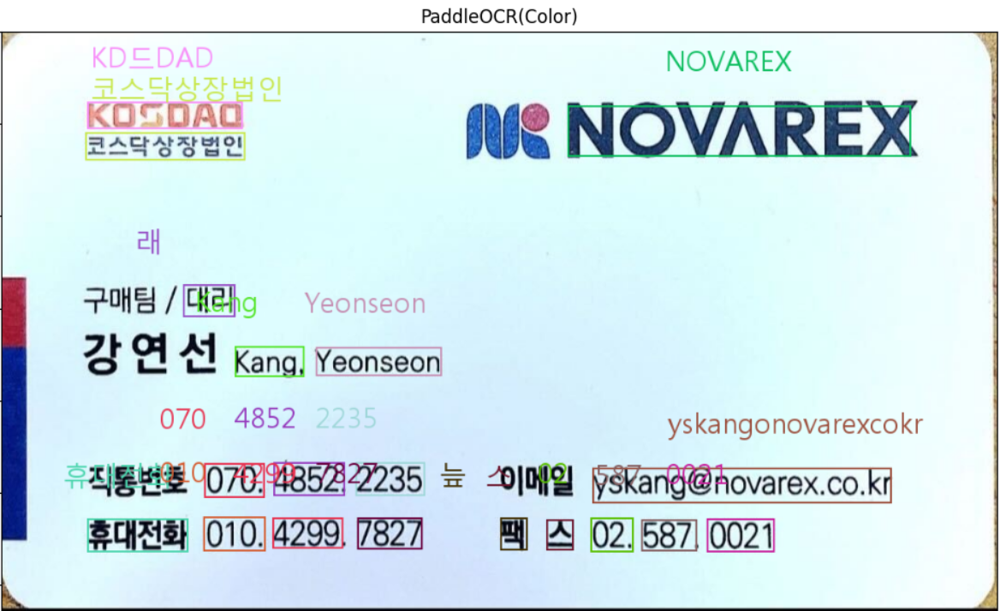 PaddleOCR(Color)
KD드DAD
NOVAREX
코스닥상장법인
KOSDAQ
NOVAREX
코스닥상장법인
래
구매팀 / 대리
Kang Yeonseon
강연선 Kang, Yeonseon
070 4852 2235
yskangonovarexcokr
휴대전화 010 4299 7827 늪 스 02 587 0021
직통번호 070. 4852. 2235 이메일 yskang@novarex.co.kr
휴대전화 010. 4299. 7827 팩 스 02. 587. 0021